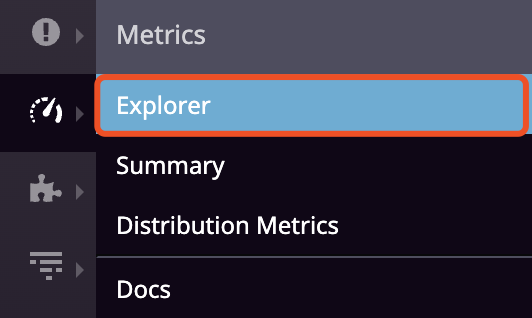 Metrics
Explorer
Summary
Distribution Metrics
Docs